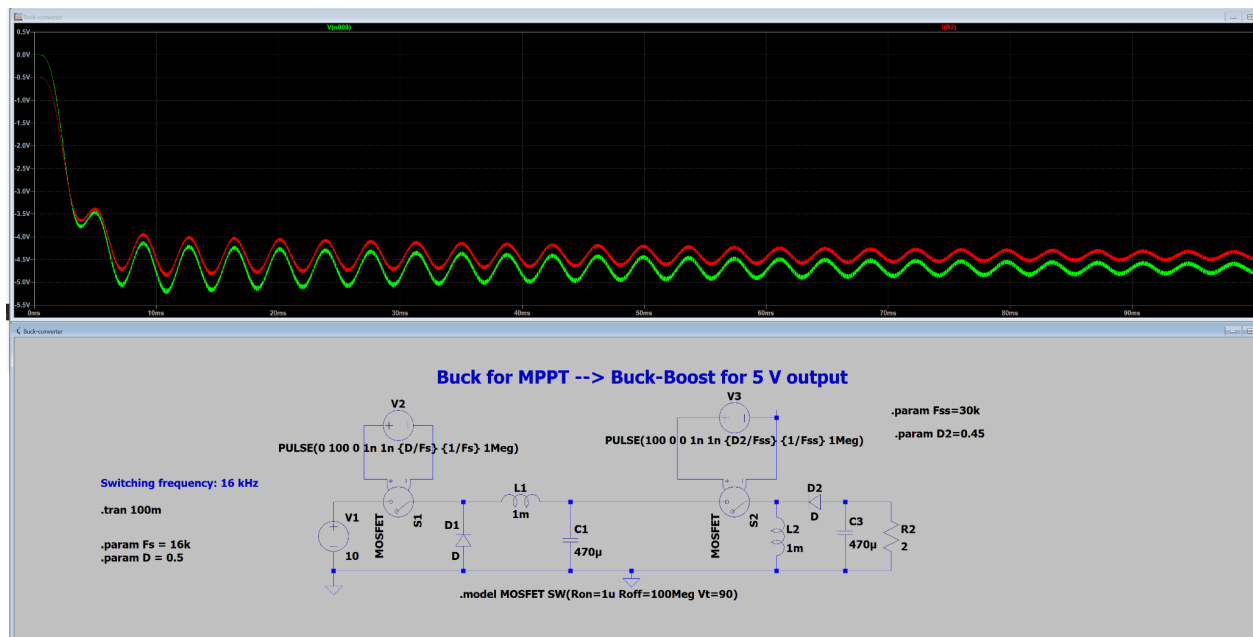 Buck-converter
V(n009) I(R2)
0.5V
0.0V
-0.5V
-1.0V
-1.5V
-2.0V
-2.5V
-3.0V
-3.5V
-4.0V
-4.5V
-5.0V
-5.5V
0ms 10ms 20ms 30ms 40ms 50ms 60ms 70ms 80ms 90ms
Buck-converter
Buck for MPPT --> Buck-Boost for 5 V output
V2
PULSE(0 100 0 1n 1n {D/Fs} {1/Fs} 1Meg)
V3
PULSE(100 0 0 1n 1n {D2/Fss} {1/Fss} 1Meg)
.param Fss=30k
.param D2=0.45
Switching frequency: 16 kHz
.tran 100m
.param Fs = 16k
.param D = 0.5
V1
10
MOSFET
S1
D1
D
L1
1m
C1
470µ
MOSFET
S2
L2
1m
D2
D
C3
470µ
R2
2
.model MOSFET SW(Ron=1u Roff=100Meg Vt=90)